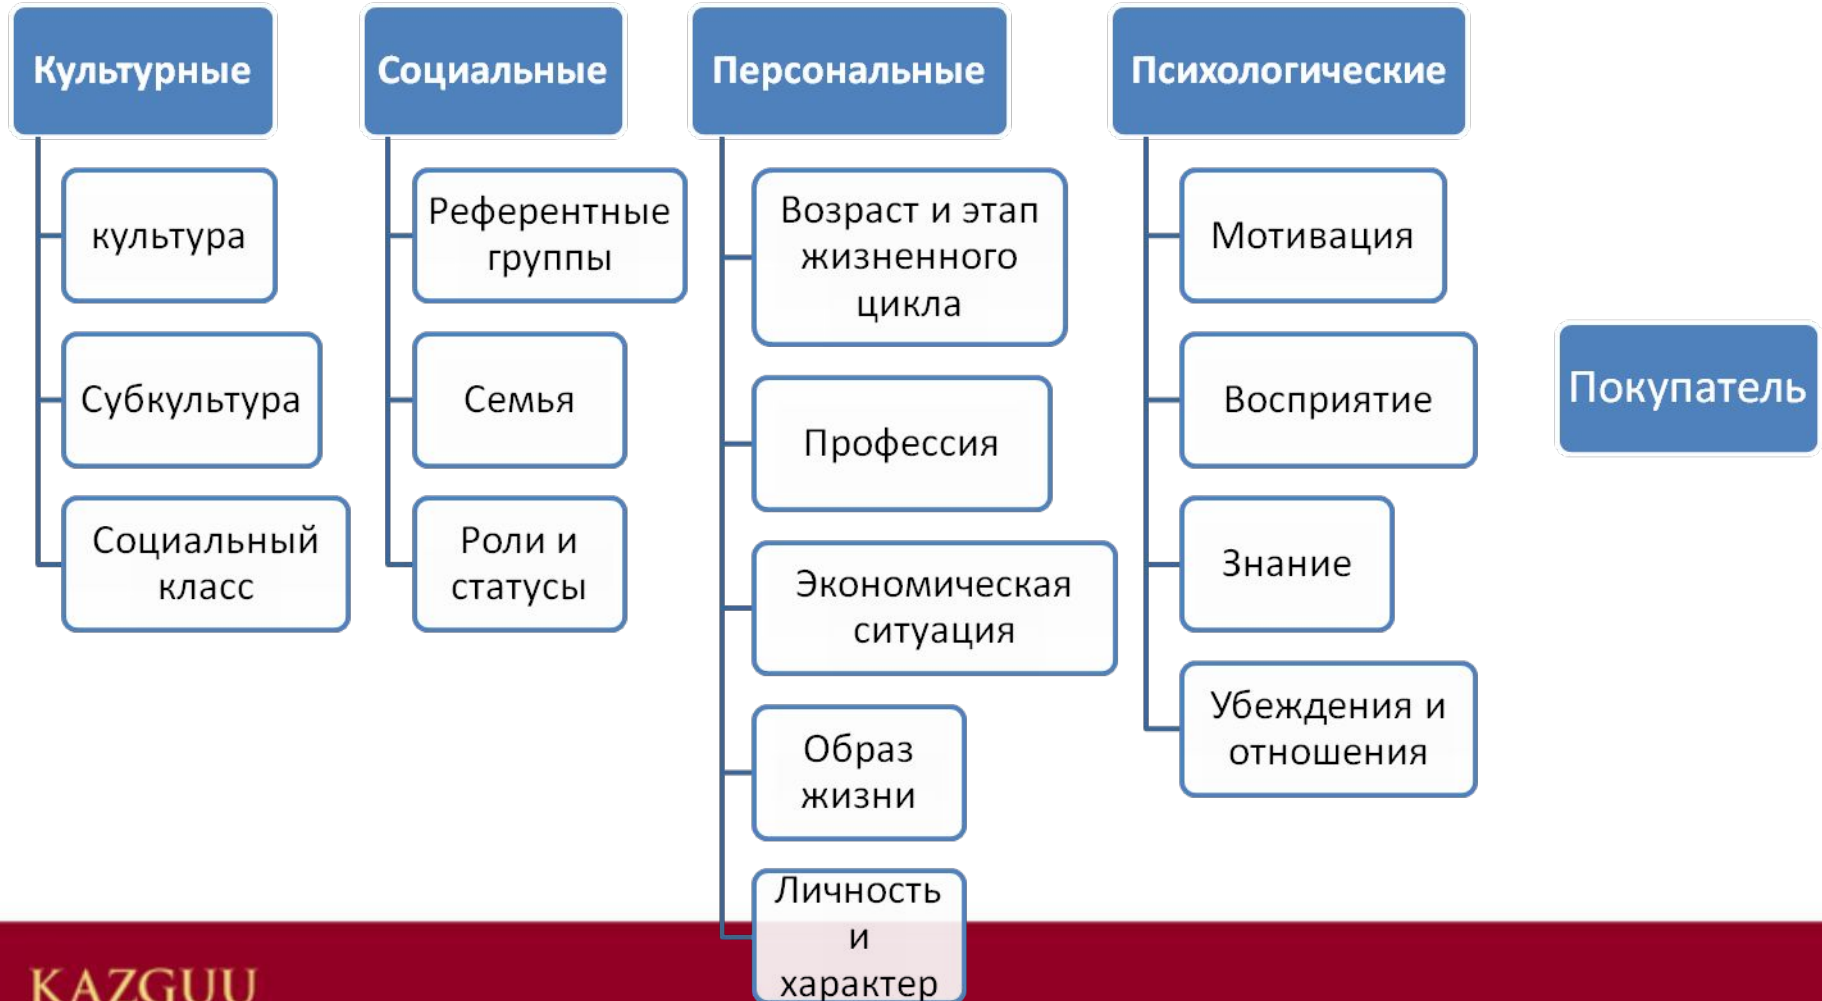 Культурные
культура
Субкультура
Социальный
класс
Социальные
Референтные
группы
Семья
Роли и
статусы
Персональные
Возраст и этап
жизненного
цикла
Профессия
Экономическая
ситуация
Образ
жизни
Личность
и
характер
Психологические
Мотивация
Восприятие
Знание
Убеждения и
отношения
Покупатель
KAZGUU